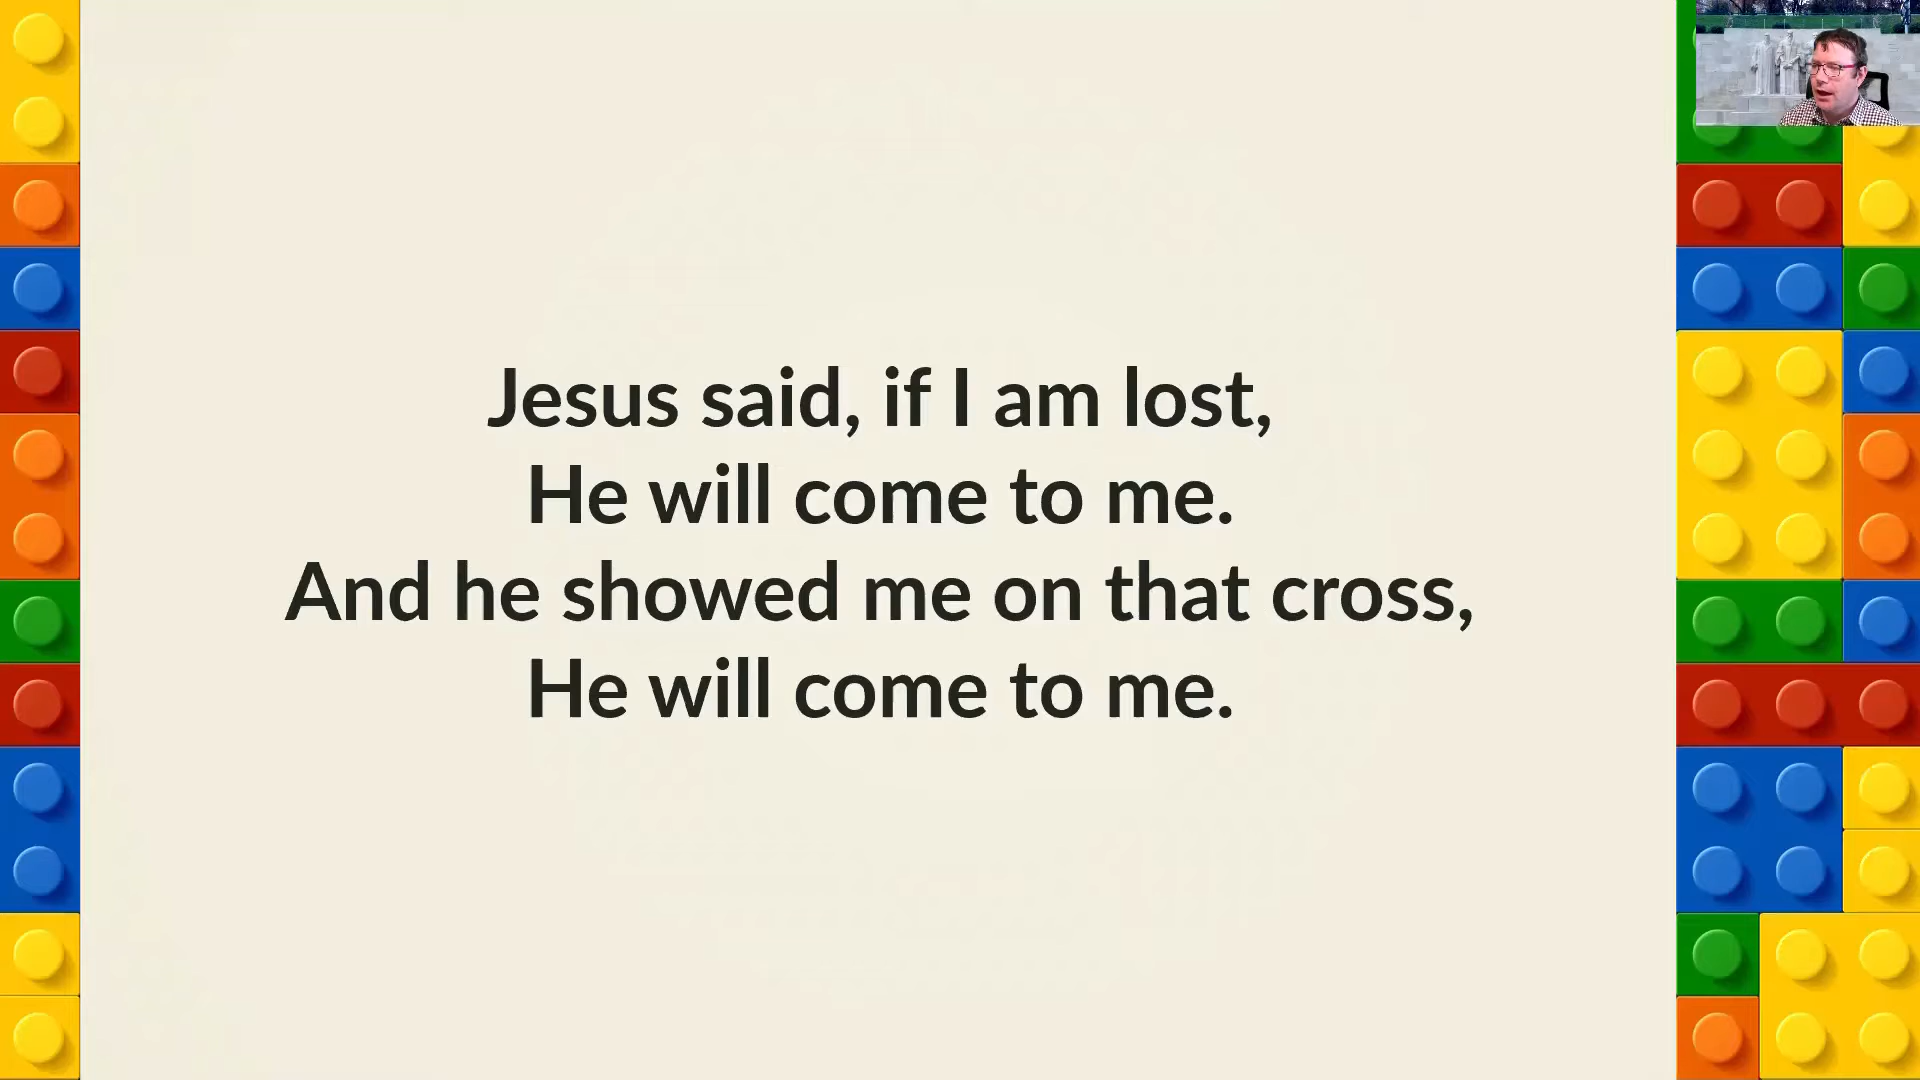 Jesus said, if I am lost,
He will come to me.
And he showed me on that cross,
He will come to me.